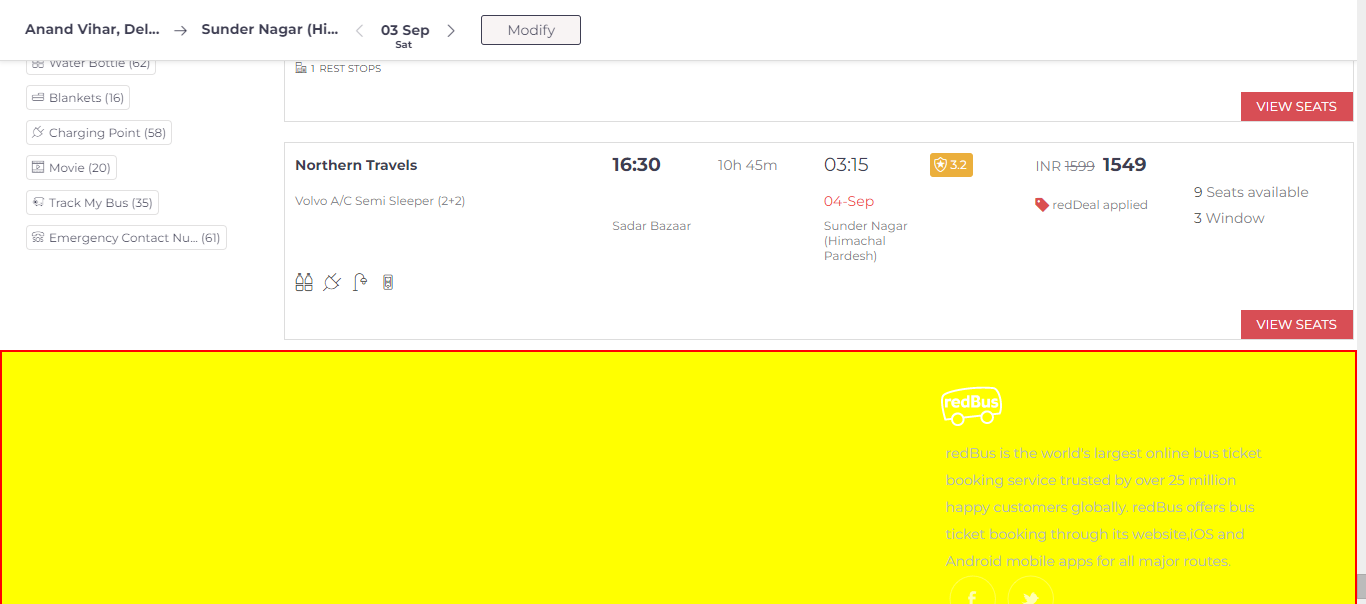 Anand Vihar, Del... → Sunder Nagar (Hi... < 03 Sep > Modify
Sat
Water Bottle (62)
Blankets (16)
Charging Point (58)
Movie (20)
Track My Bus (35)
Emergency Contact Nu... (61)
1 REST STOPS
VIEW SEATS
Northern Travels 16:30 10h 45m 03:15 3.2 INR 1599 1549
Volvo A/C Semi Sleeper (2+2) 04-Sep redDeal applied 9 Seats available
Sadar Bazaar Sunder Nagar 3 Window
(Himachal
Pardesh)
VIEW SEATS
redBus
redBus is the world's largest online bus ticket
booking service trusted by over 25 million
happy customers globally. redBus offers bus
ticket booking through its website,iOS and
Android mobile apps for all major routes.